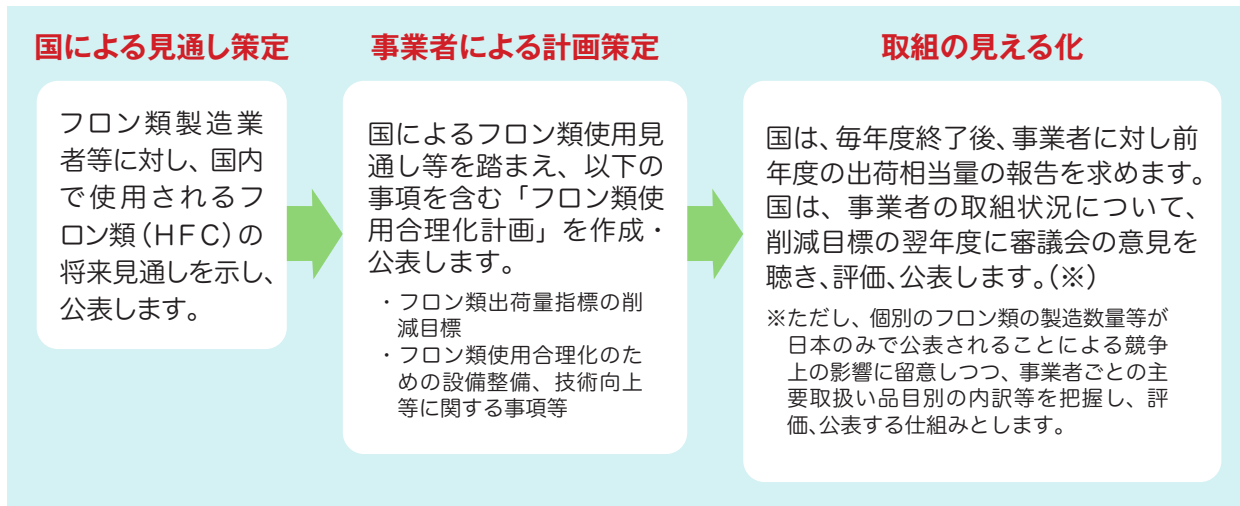 国による見通し策定
フロン類製造業
者等に対し、国内
で使用されるフ
ロン類（ＨＦＣ）の
将来見通しを示し、
公表します。
事業者による計画策定
国によるフロン類使用見
通し等を踏まえ、以下の
事項を含む「フロン類使
用合理化計画」を作成・
公表します。
・フロン類出荷量指標の削
減目標
・フロン類使用合理化のた
めの設備整備、技術向上
等に関する事項等
取組の見える化
国は、毎年度終了後、事業者に対し前
年度の出荷相当量の報告を求めます。
国は、事業者の取組状況について、
削減目標の翌年度に審議会の意見を
聴き、評価、公表します。（※）
※ただし、個別のフロン類の製造数量等が
日本のみで公表されることによる競争
上の影響に留意しつつ、事業者ごとの主
要取扱い品目別の内訳等を把握し、評
価、公表する仕組みとします。